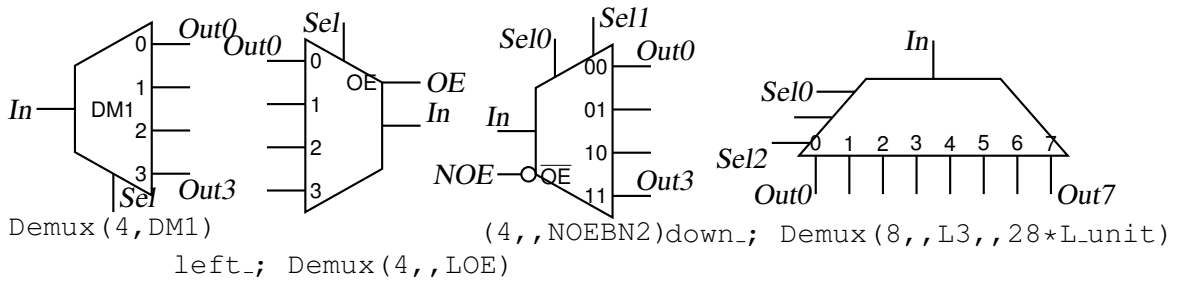 In
DM1
0
1
2
3
Out0
Out3
Sel
Demux(4,DM1)
Sel
Out0
0
1
2
3
OE
OE
In
left_; Demux(4,,LOE)
Sel0
Sel1
In
NOE
OE
00
01
10
11
Out0
Out3
(4,,NOEBN2)
In
Sel0
Sel2
0 1 2 3 4 5 6 7
Out0
Out7
down_; Demux(8,,L3,,28*L_unit)